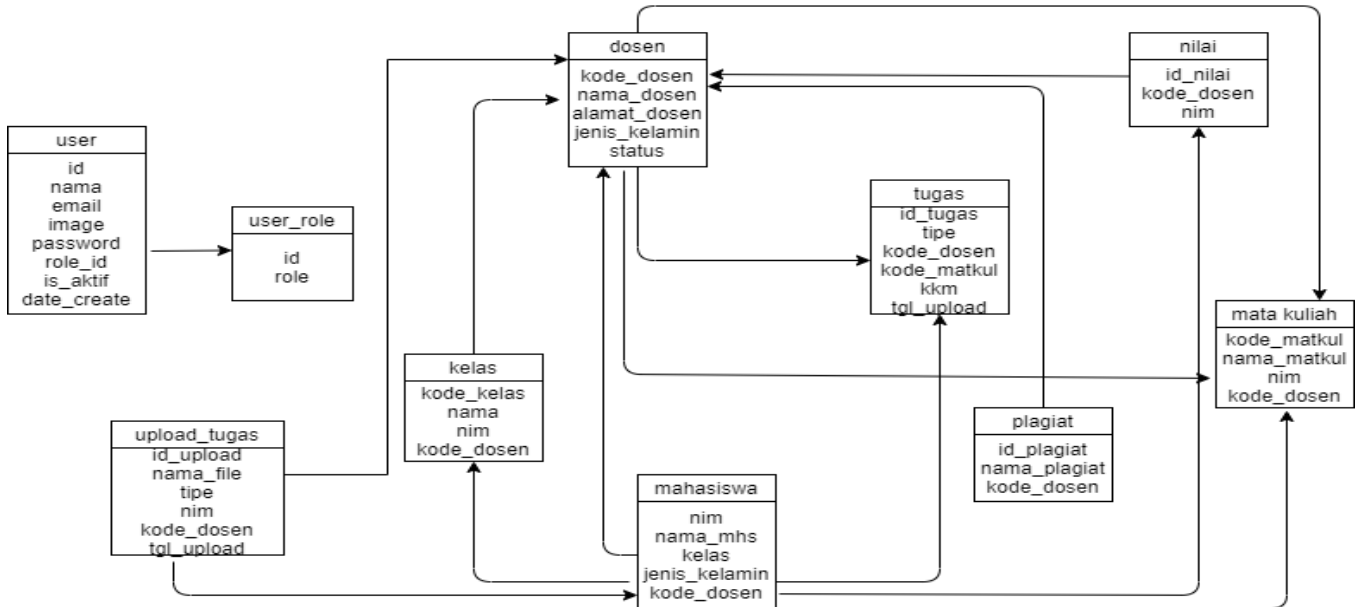 dosen
kode_dosen
nama_dosen
alamat_dosen
jenis_kelamin
status
nilai
id_nilai
kode_dosen
nim
user
id
nama
email
image
password
role_id
is_aktif
date_create
user_role
id
role
tugas
id_tugas
tipe
kode_dosen
kode_matkul
kkm
tgl_upload
mata kuliah
kode_matkul
nama_matkul
nim
kode_dosen
kelas
kode_kelas
nama
nim
kode_dosen
upload_tugas
id_upload
nama_file
tipe
nim
kode_dosen
tgl_upload
plagiat
id_plagiat
nama_plagiat
kode_dosen
mahasiswa
nim
nama_mhs
kelas
jenis_kelamin
kode_dosen